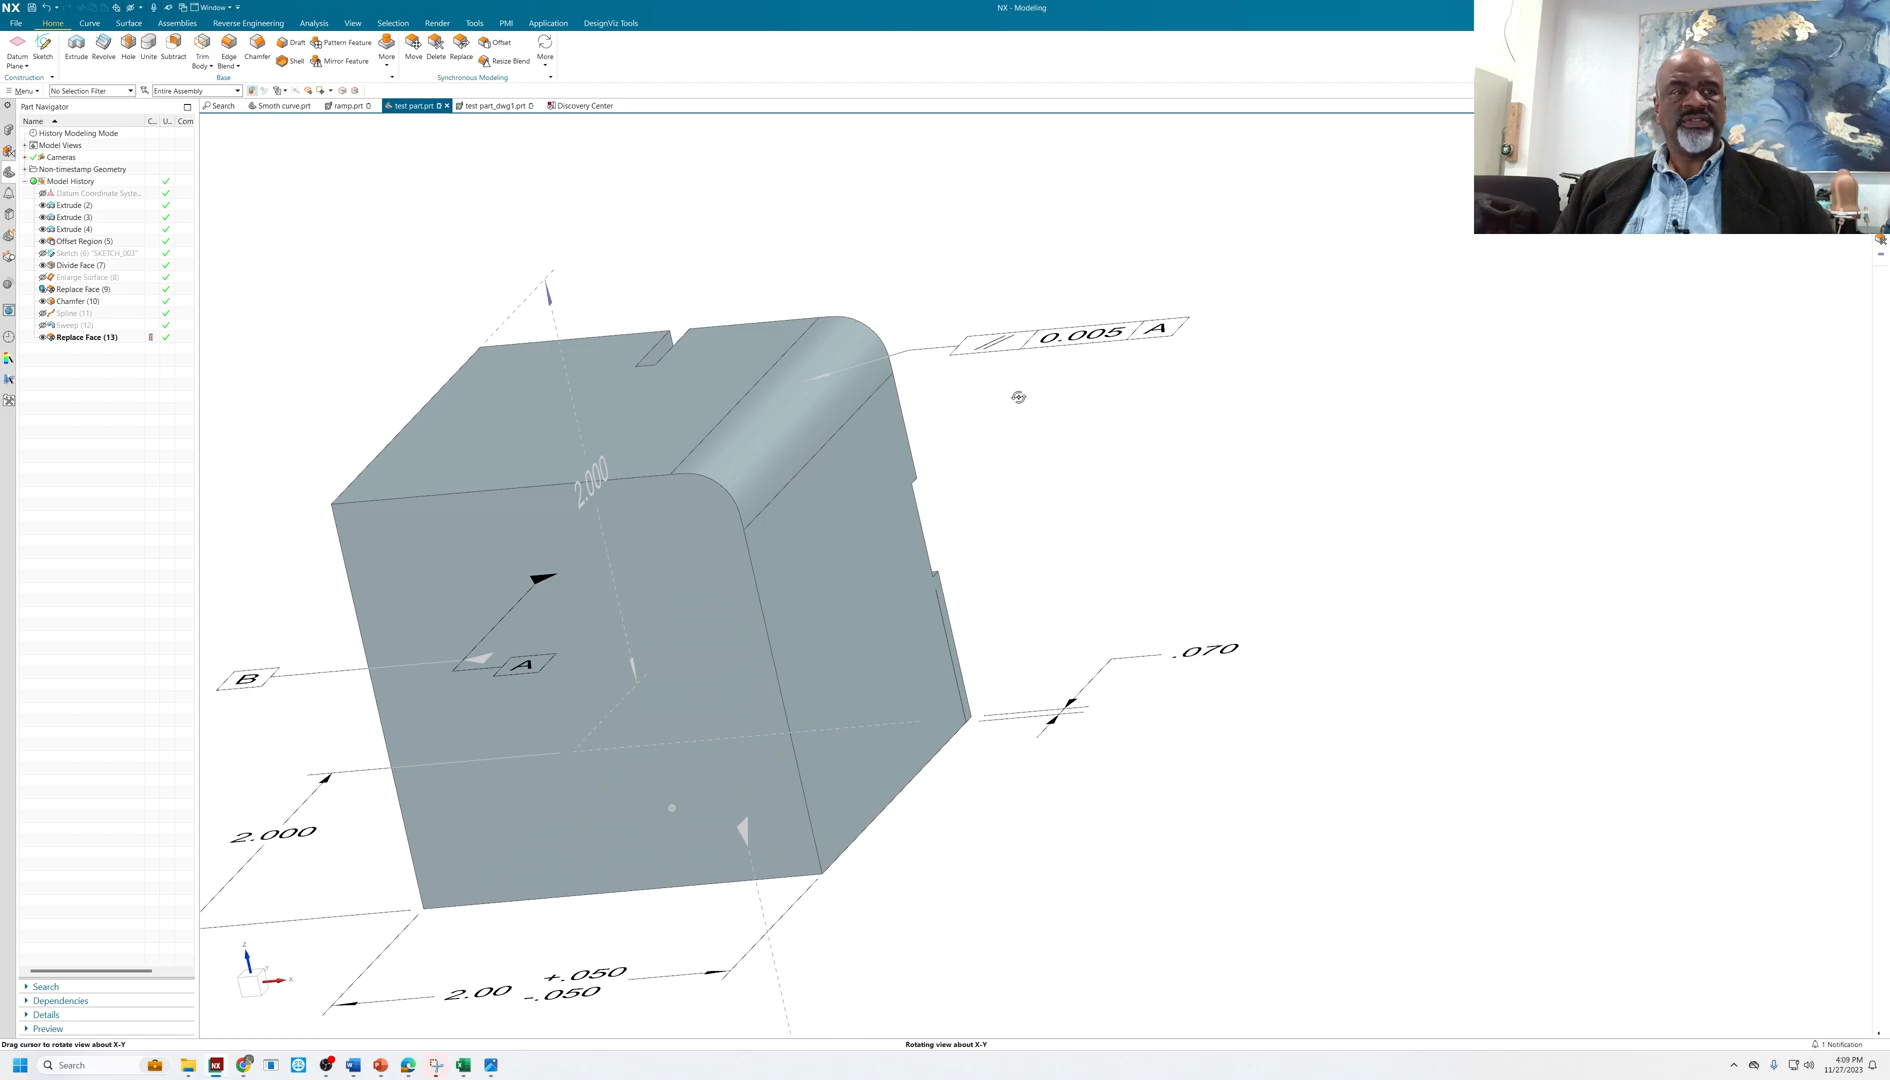 NX
Window
NX - Modeling
File Home Curve Surface Assemblies Reverse Engineering Analysis View Selection Render Tools PMI Application DesignViz Tools
Datum Plane
Sketch
Extrude
Revolve
Hole
Unite
Subtract
Trim Body
Edge Blend
Chamfer
Draft
Shell
Pattern Feature
Mirror Feature
More
Move
Delete
Replace
Offset
Resize Blend
More
Construction
Base
Synchronous Modeling
Menu
No Selection Filter
Entire Assembly
Part Navigator
Search
Smoth curve.prt
ramp.prt
test part.prt
test part_dwg1.prt
Discovery Center
Name C... U... Com
History Modeling Mode
Model Views
Cameras
Non-timestamp Geometry
Model History
Datum Coordinate Syste...
Extrude (2)
Extrude (3)
Extrude (4)
Offset Region (5)
Sketch (6) "SKETCH_003"
Divide Face (7)
Enlarge Surface (8)
Replace Face (9)
Chamfer (10)
Spline (11)
Sweep (12)
Replace Face (13)
// 0.005 A
2.000
.070
A
B
2.000
+.050
2.00 -.050
Z
X
Search
Dependencies
Details
Preview
Drag cursor to rotate view about X-Y
Rotating view about X-Y
1 Notification
Search
4:09 PM
11/27/2023